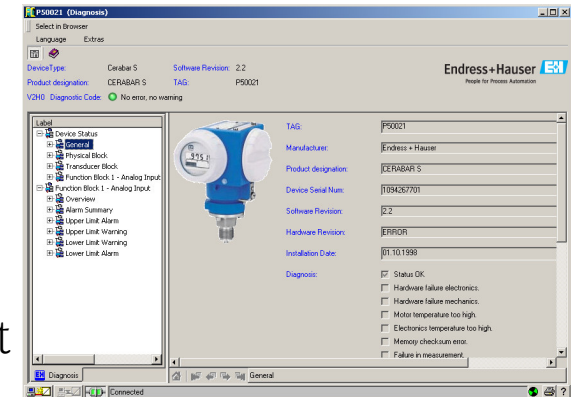 P50021 (Diagnosis)
Select in Browser
Language Extras
DeviceType: Cerabar S Software Revision: 2.2
Product designation: CERABAR S TAG: P50021
V2H0 Diagnostic Code: No error, no warning
Endress+Hauser EH
People for Process Automation
Label
Device Status
General
Physical Block
Transducer Block
Function Block 1 - Analog Input
Function Block 1 - Analog Input
Overview
Alarm Summary
Upper Limit Alarm
Upper Limit Warning
Lower Limit Warning
Lower Limit Alarm
TAG: P50021
Manufacturer: Endress + Hauser
Product designation: CERABAR S
Device Serial Num: 1094267701
Software Revision: 2.2
Hardware Revision: ERROR
Installation Date: 01.10.1998
Diagnosis: Status OK.
Hardware failure electronics.
Hardware failure mechanics.
Motor temperature too high.
Electronics temperature too high.
Memory checksum error.
Failure in measurement.
t
Diagnosis
General
Connected
?